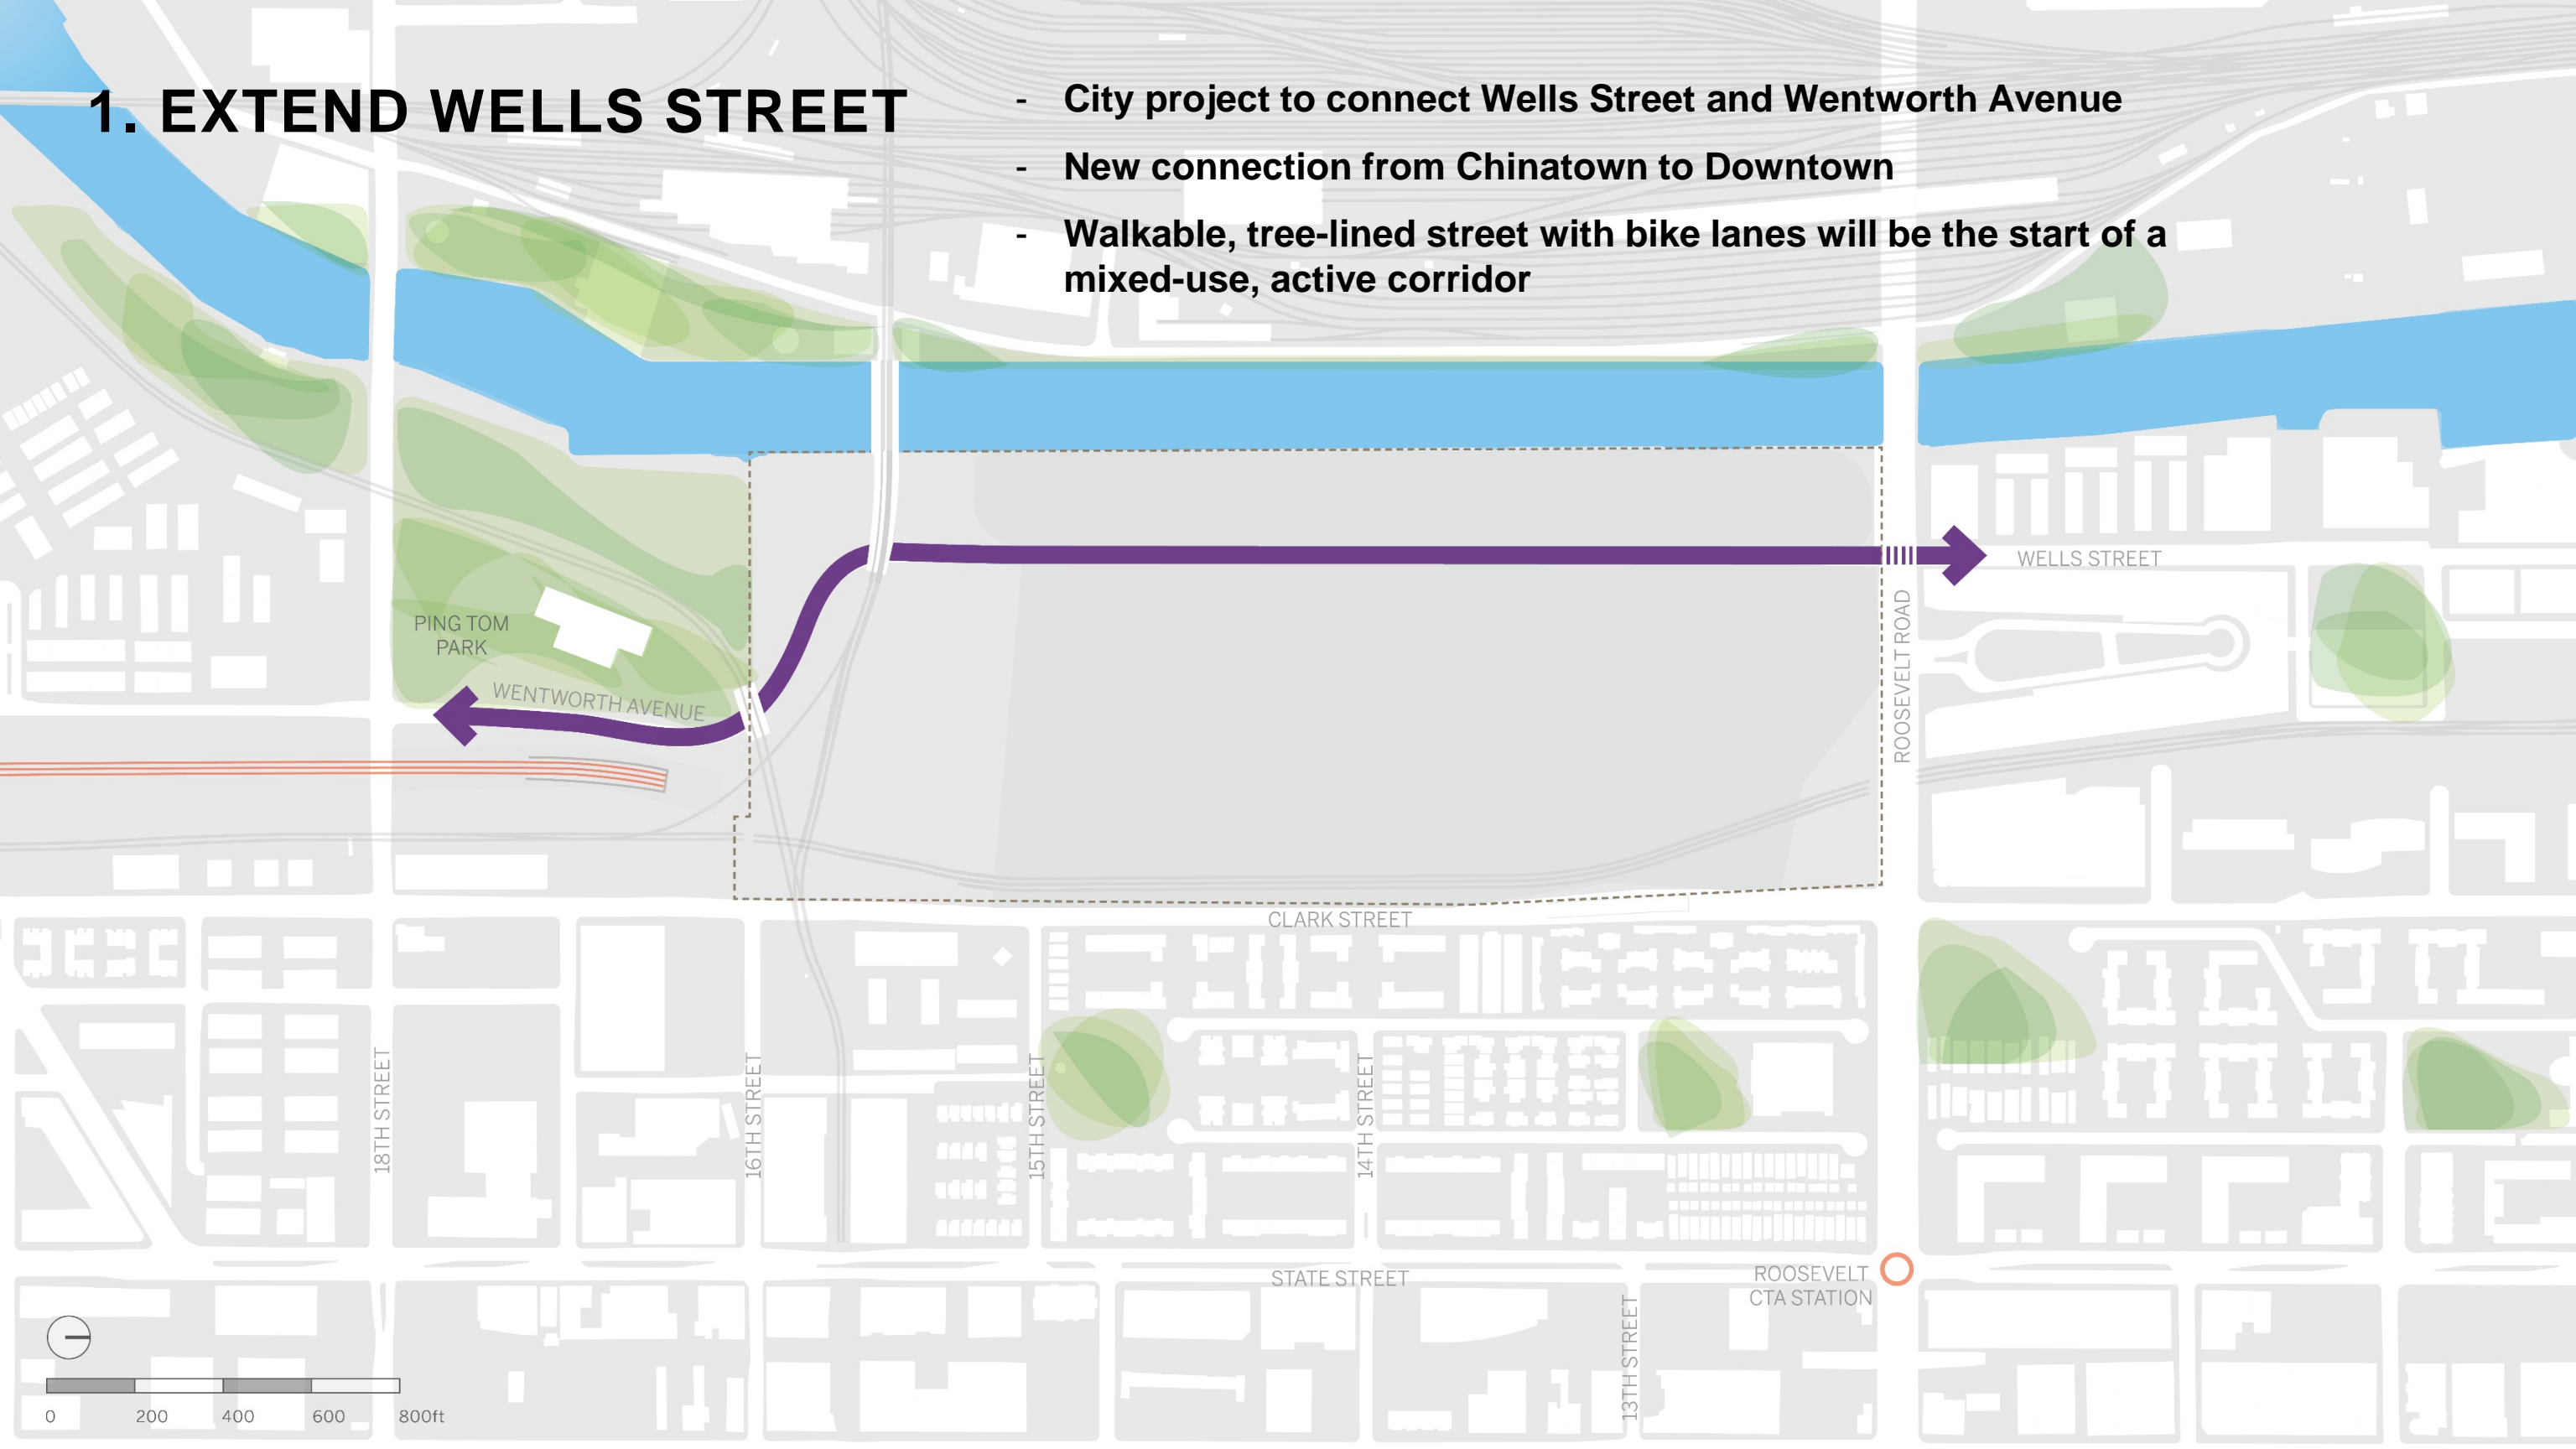 1. EXTEND WELLS STREET
- City project to connect Wells Street and Wentworth Avenue
- New connection from Chinatown to Downtown
- Walkable, tree-lined street with bike lanes will be the start of a
mixed-use, active corridor
WELLS STREET
ROOSEVELT ROAD
PING TOM
PARK
WENTWORTH AVENUE
CLARK STREET
18TH STREET
16TH STREET
15TH STREET
14TH STREET
STATE STREET
ROOSEVELT
CTA STATION
13TH STREET
0 200 400 600 800ft